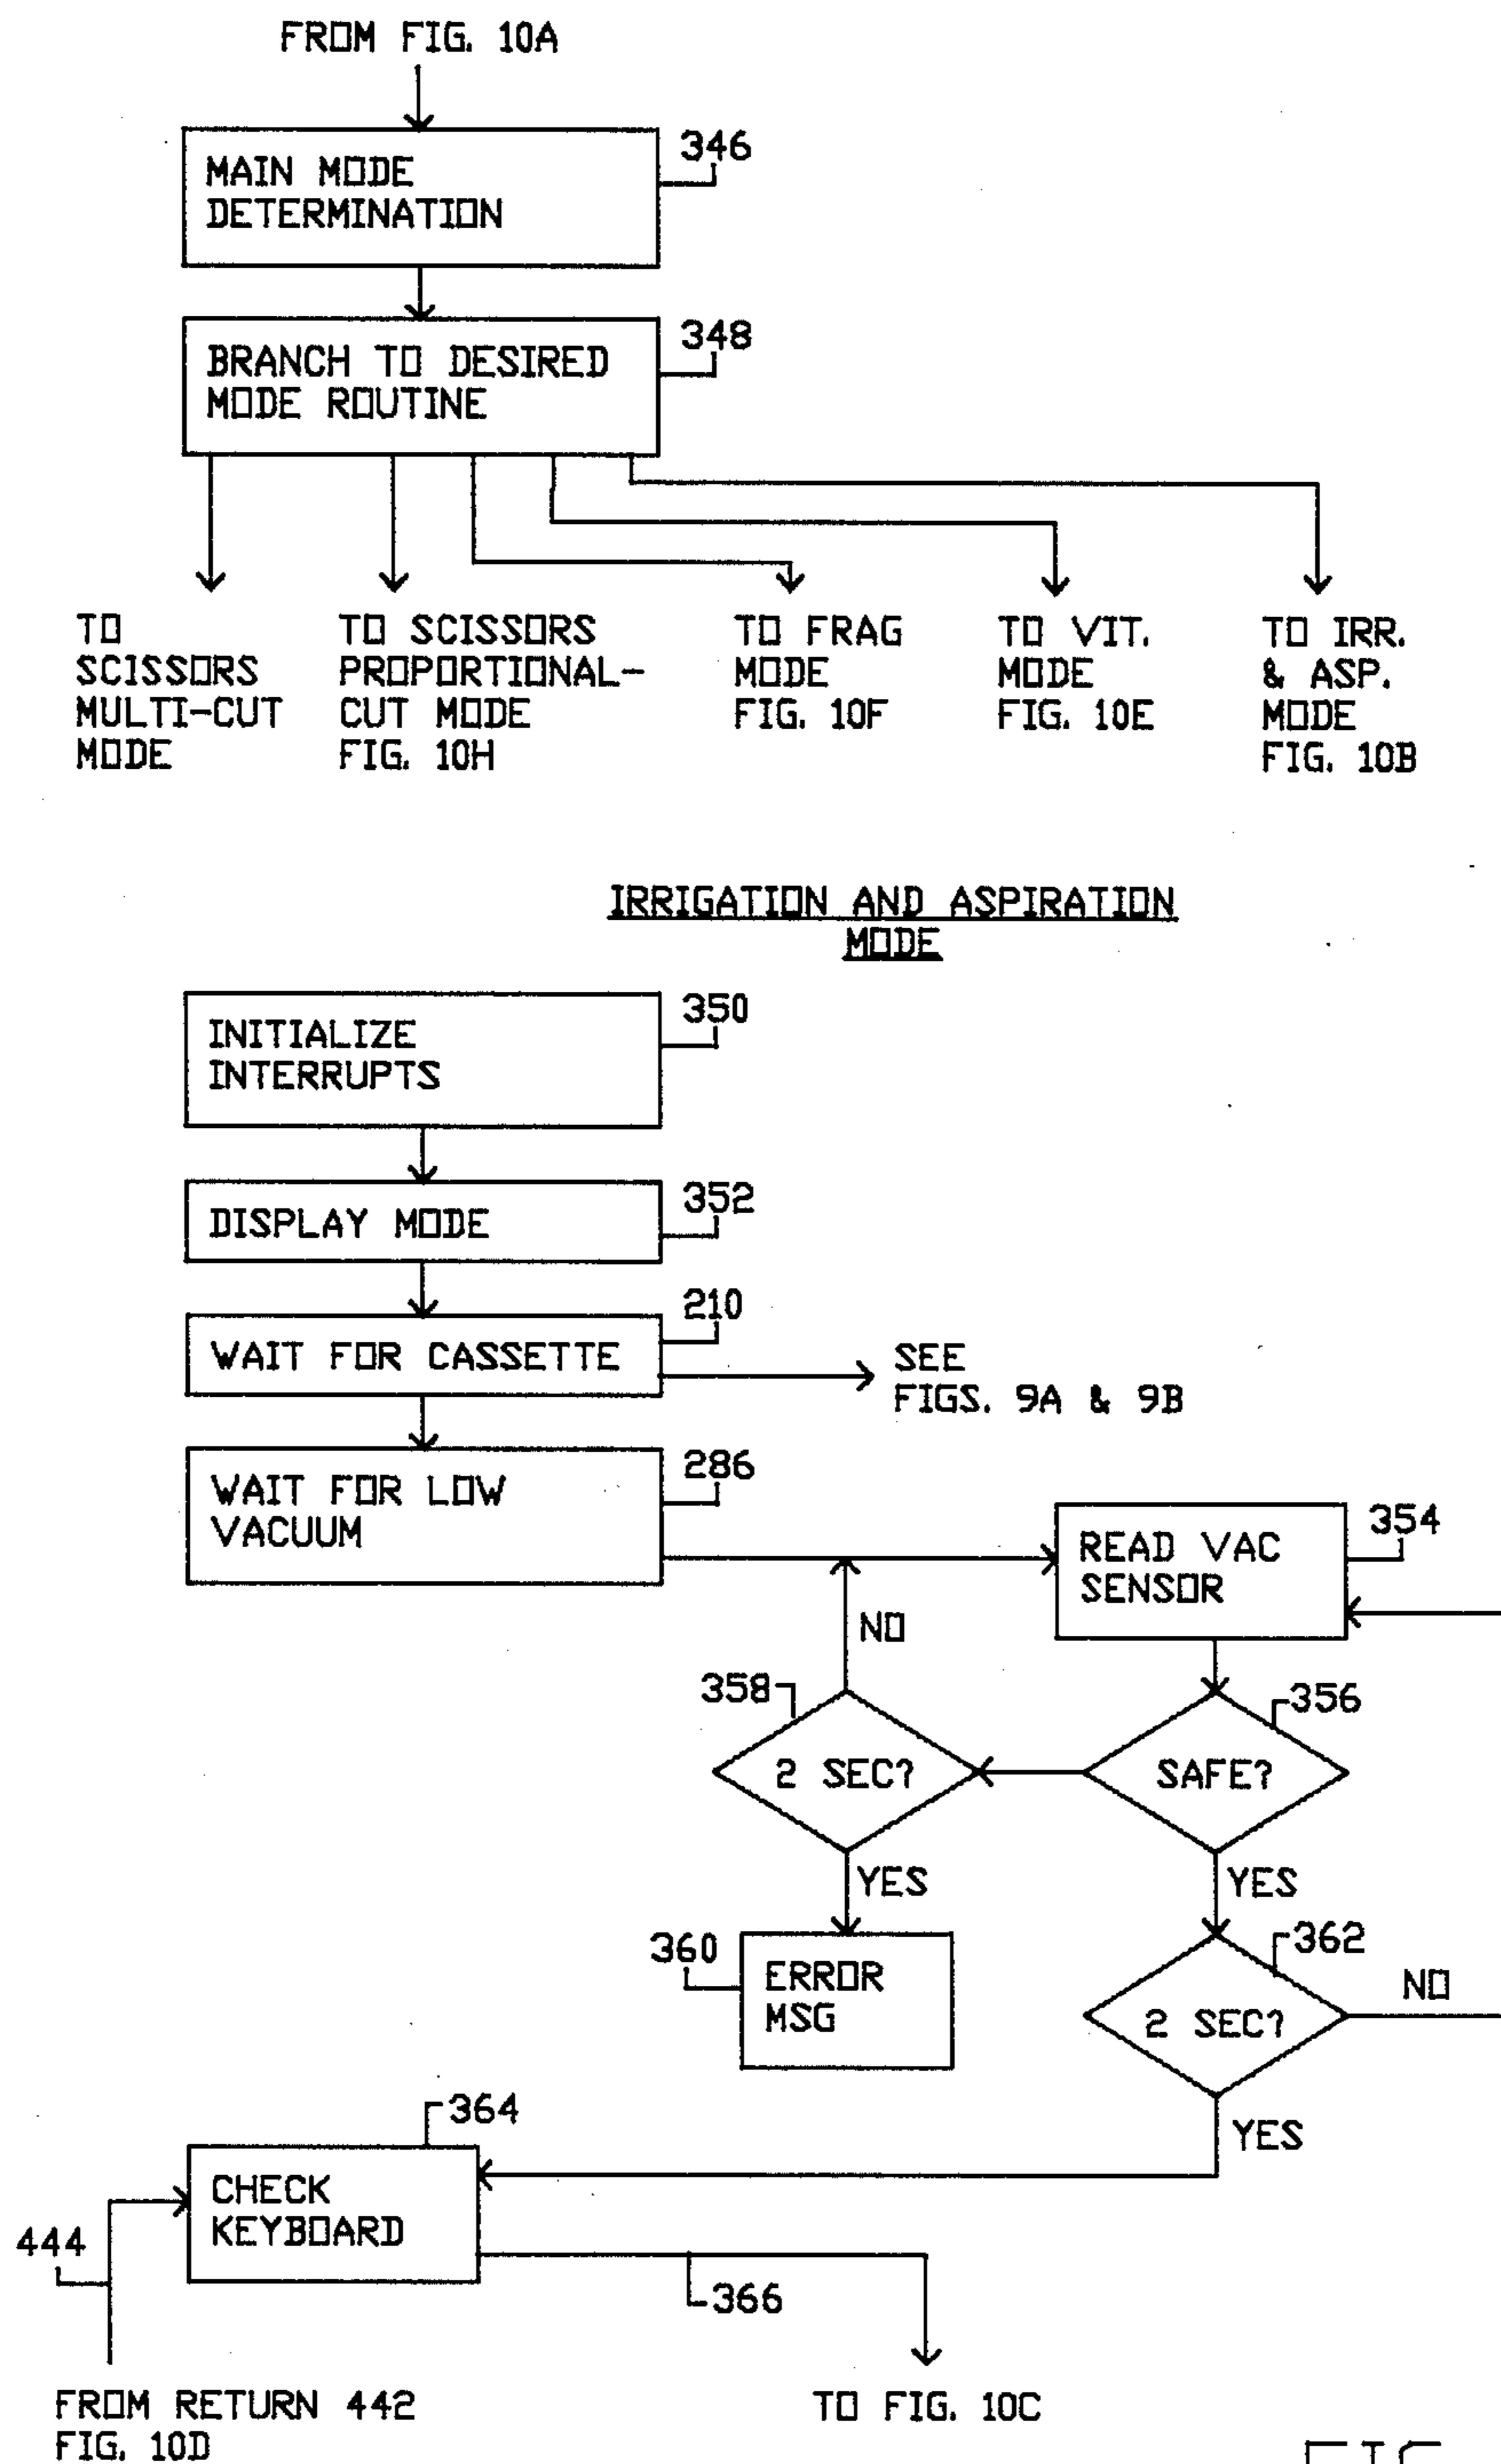 FROM FIG. 10A
346
MAIN MODE
DETERMINATION
348
BRANCH TO DESIRED
MODE ROUTINE
TO
SCISSORS
MULTI-CUT
MODE
TO SCISSORS
PROPORTIONAL-
CUT MODE
FIG. 10H
TO FRAG
MODE
FIG. 10F
TO VIT.
MODE
FIG. 10E
TO IRR.
& ASP.
MODE
FIG. 10B
IRRIGATION AND ASPIRATION
MODE
350
INITIALIZE
INTERRUPTS
352
DISPLAY MODE
210
WAIT FOR CASSETTE
SEE
FIGS. 9A & 9B
286
WAIT FOR LOW
VACUUM
354
READ VAC
SENSOR
NO
358
2 SEC?
356
SAFE?
YES
YES
360
ERROR
MSG
362
2 SEC?
NO
YES
364
CHECK
KEYBOARD
444
366
FROM RETURN 442
FIG. 10D
TO FIG. 10C